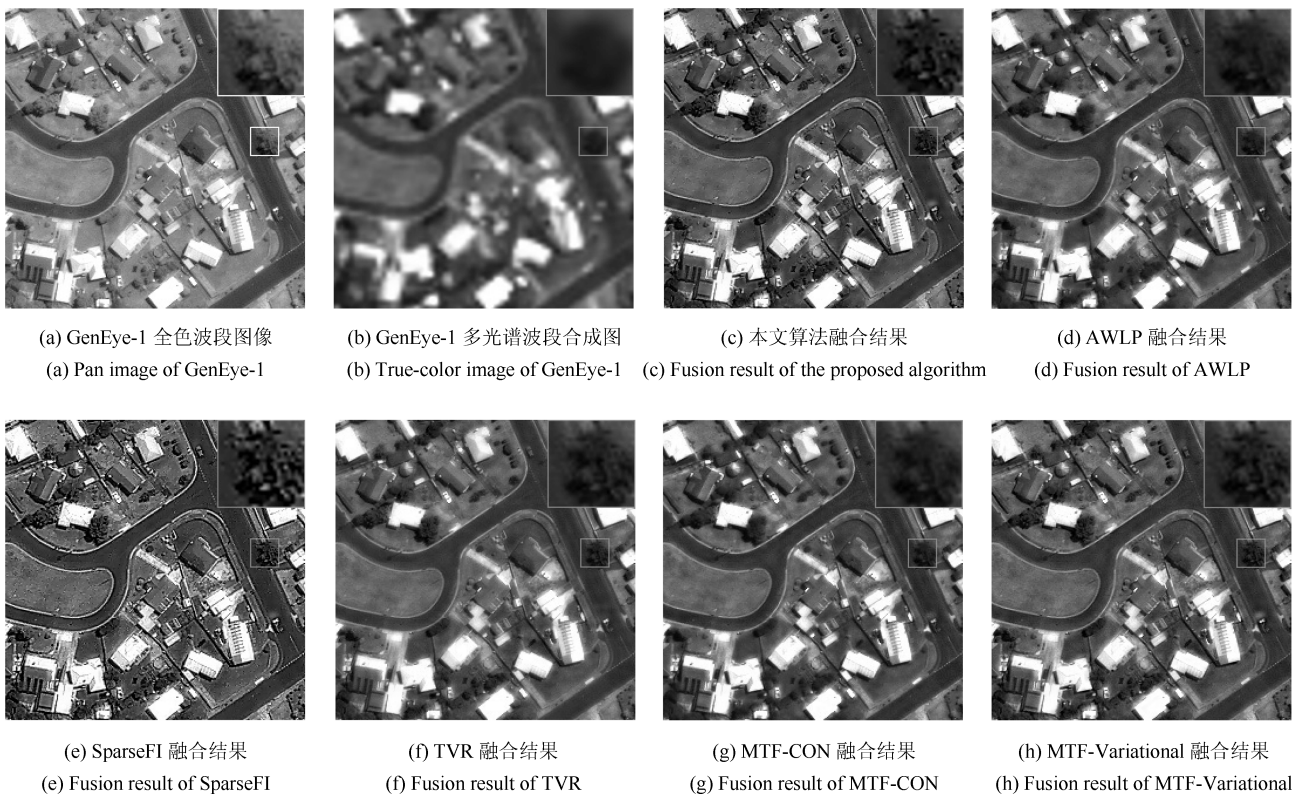 (a) GenEye-1 全色波段图像
(a) Pan image of GenEye-1
(b) GenEye-1 多光谱波段合成图
(b) True-color image of GenEye-1
(c) 本文算法融合结果
(c) Fusion result of the proposed algorithm
(d) AWLP 融合结果
(d) Fusion result of AWLP
(e) SparseFI 融合结果
(e) Fusion result of SparseFI
(f) TVR 融合结果
(f) Fusion result of TVR
(g) MTF-CON 融合结果
(g) Fusion result of MTF-CON
(h) MTF-Variational 融合结果
(h) Fusion result of MTF-Variational